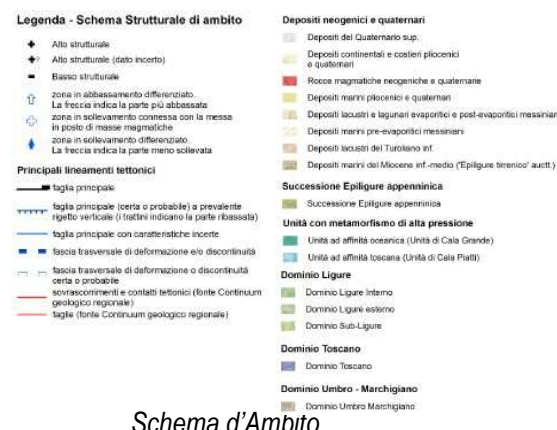 Legenda - Schema Strutturale di ambito
Alto strutturale
? Alto strutturale (dato incerto)
Basso strutturale
zona in abbassamento differenziato.
La freccia indica la parte più abbassata
zona in sollevamento connessa con la messa
in posto di masse magmatiche
zona in sollevamento differenziato.
La freccia indica la parte meno sollevata
Principali lineamenti tettonici
faglia principale
faglia principale (certa o probabile) a prevalente
rigetto verticale (i trattini indicano la parte ribassata)
faglia principale con caratteristiche incerte
fascia trasversale di deformazione e/o discontinuità
fascia trasversale di deformazione o discontinuità
certa o probabile
sovrascorrimenti e contatti tettonici (fonte Continuum
geologico regionale)
faglie (fonte Continuum geologico regionale)
Depositi neogenici e quaternari
Depositi del Quaternario sup.
Depositi continentali e costieri pliocenici
e quaternari
Rocce magmatiche neogeniche e quaternarie
Depositi marini pliocenici e quaternari
Depositi lacustri e lagunari evaporitici e post-evaporitici messinian
Depositi marini pre-evaporitici messiniani
Depositi lacustri del Turoliano inf.
Depositi marini del Miocene inf.-medio ('Epiligure tirrenico' auctt.)
Successione Epiligure appenninica
Successione Epiligure appenninica
Unità con metamorfismo di alta pressione
Unità ad affinità oceanica (Unità di Cala Grande)
Unità ad affinità toscana (Unità di Cala Piatti)
Dominio Ligure
Dominio Ligure Interno
Dominio Ligure esterno
Dominio Sub-Ligure
Dominio Toscano
Dominio Toscano
Dominio Umbro - Marchigiano
Dominio Umbro Marchigiano
Schema d'Ambito